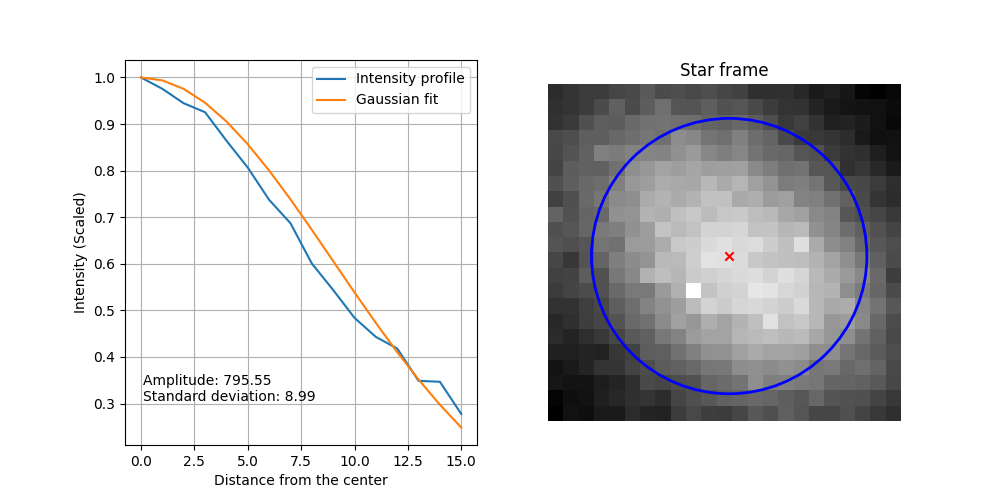 Star frame
Intensity profile
Gaussian fit
1.0
0.9
0.8
0.7
0.6
0.5
0.4
0.3
Intensity (Scaled)
Amplitude: 795.55
Standard deviation: 8.99
0.0 2.5 5.0 7.5 10.0 12.5 15.0
Distance from the center